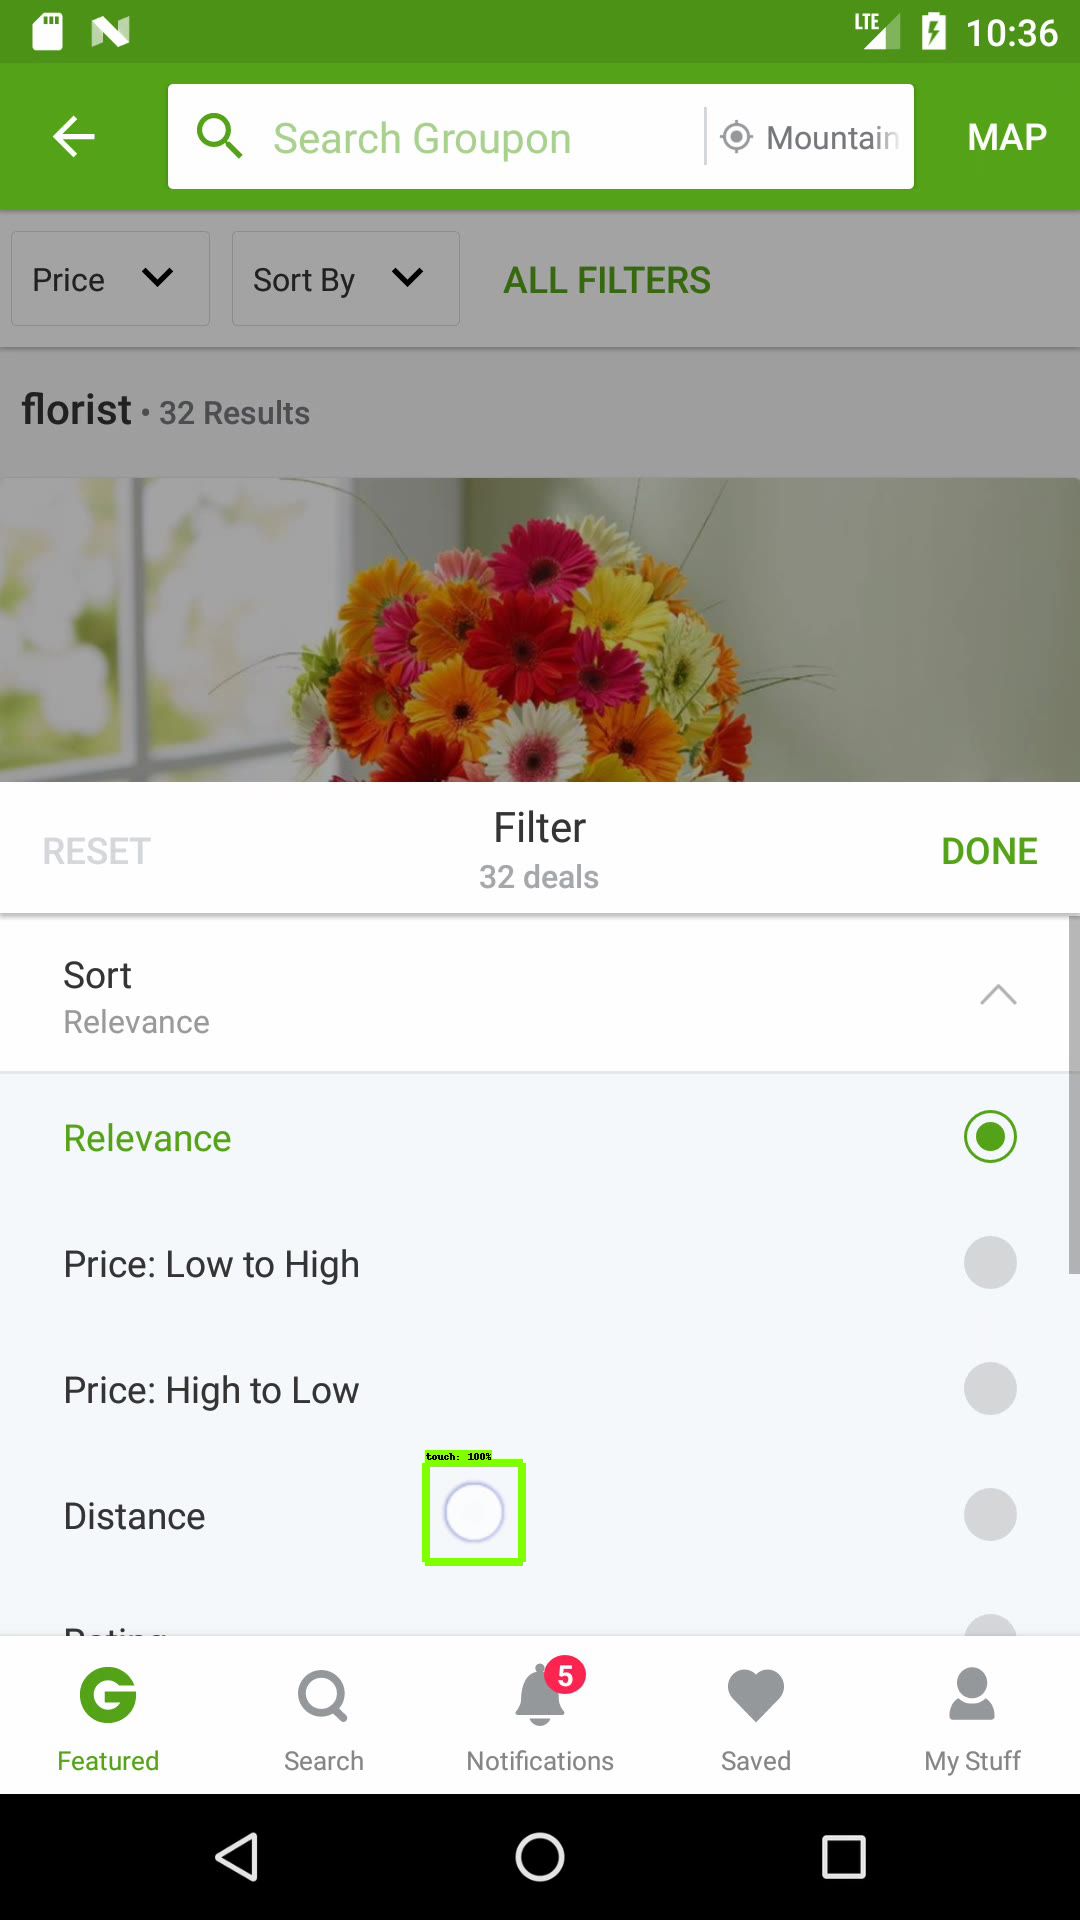 LTE 10:36
Search Groupon Mountain MAP
Price Sort By ALL FILTERS
florist • 32 Results
RESET Filter DONE
32 deals
Sort
Relevance
Relevance
Price: Low to High
Price: High to Low
touch: 100%
Distance
Rating
5
Featured Search Notifications Saved My Stuff